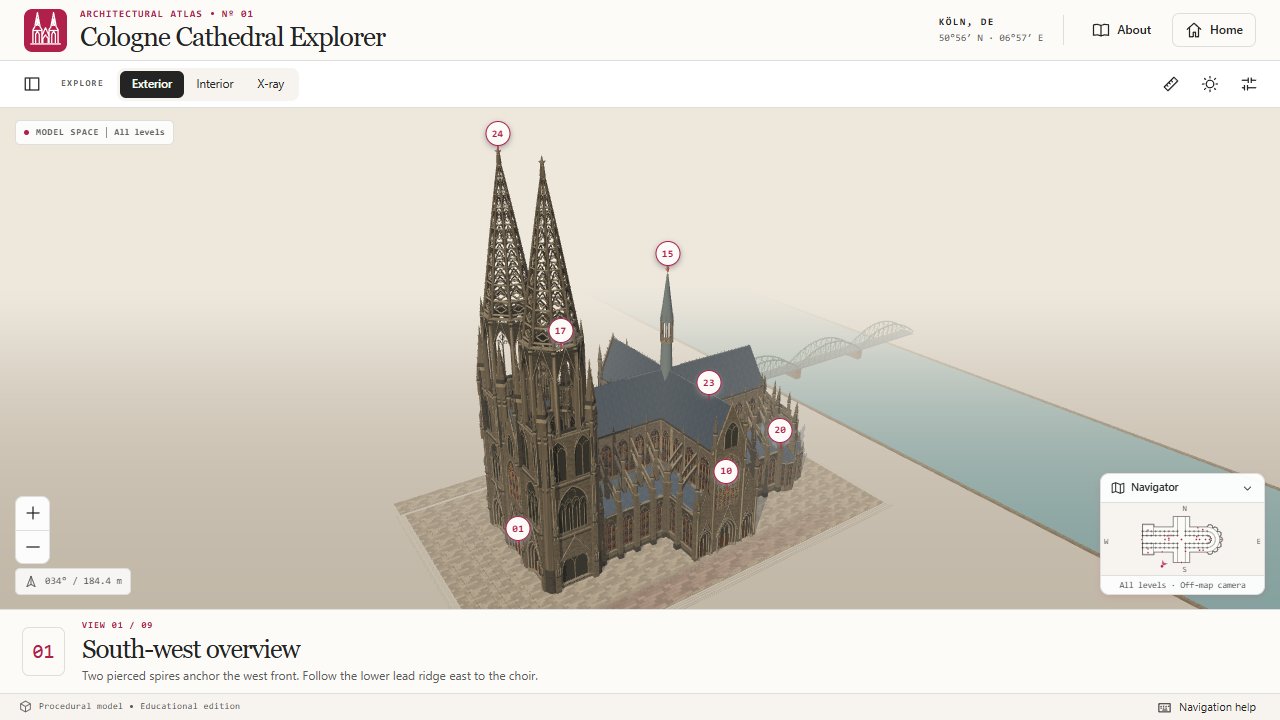 ARCHITECTURAL ATLAS • Nº 01
Cologne Cathedral Explorer
KÖLN, DE
50°56′ N · 06°57′ E
About
Home
EXPLORE
Exterior
Interior
X-ray
MODEL SPACE | All levels
24
15
17
23
20
10
01
Navigator
N
W
E
S
All levels · Off-map camera
034° / 184.4 m
01
VIEW 01 / 09
South-west overview
Two pierced spires anchor the west front. Follow the lower lead ridge east to the choir.
Procedural model • Educational edition
Navigation help